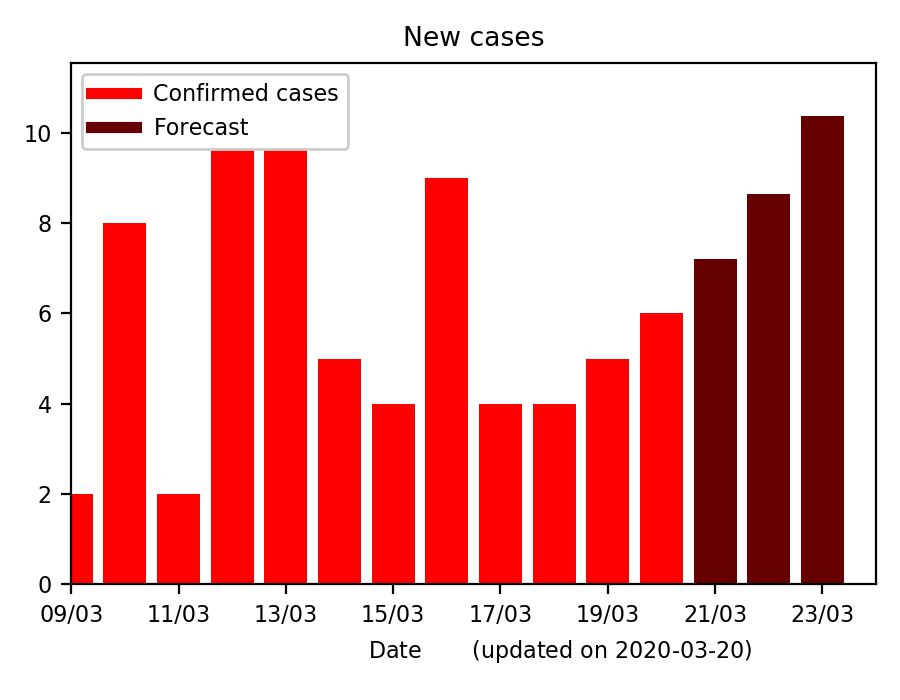 New cases
Confirmed cases
Forecast
10
8
6
4
2
0
09/03 11/03 13/03 15/03 17/03 19/03 21/03 23/03
Date (updated on 2020-03-20)